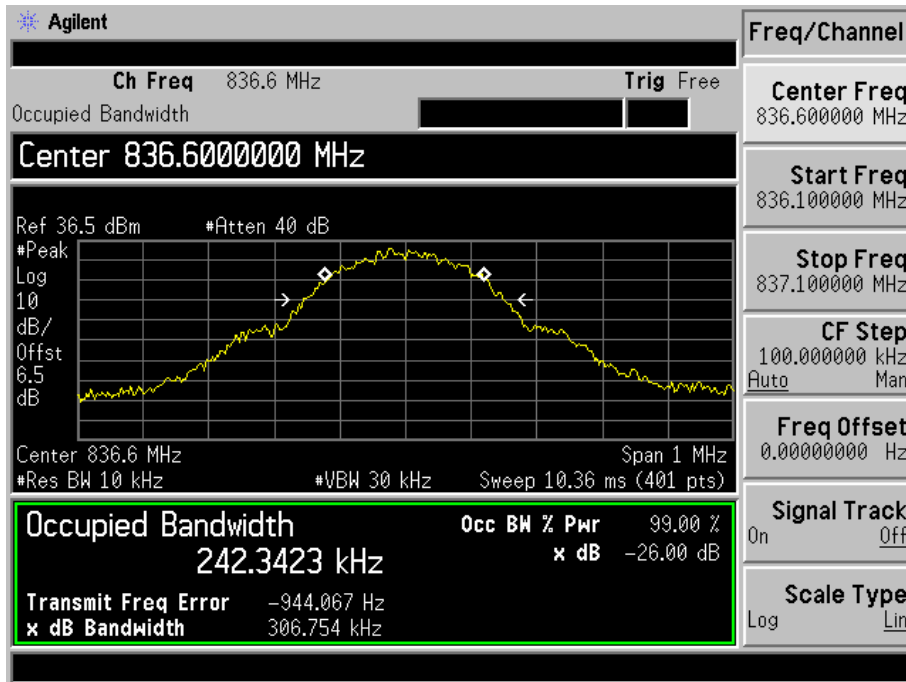 Agilent
Freq/Channel
Ch Freq 836.6 MHz Trig Free
Occupied Bandwidth
Center 836.6000000 MHz
Ref 36.5 dBm #Atten 40 dB
#Peak
Log
10
dB/
Offst
6.5
dB
Center 836.6 MHz Span 1 MHz
#Res BW 10 kHz #VBW 30 kHz Sweep 10.36 ms (401 pts)
Occupied Bandwidth Occ BW % Pwr 99.00 %
242.3423 kHz x dB -26.00 dB
Transmit Freq Error -944.067 Hz
x dB Bandwidth 306.754 kHz
Center Freq
836.600000 MHz
Start Freq
836.100000 MHz
Stop Freq
837.100000 MHz
CF Step
100.000000 kHz
Auto Man
Freq Offset
0.00000000 Hz
Signal Track
On Off
Scale Type
Log Lin